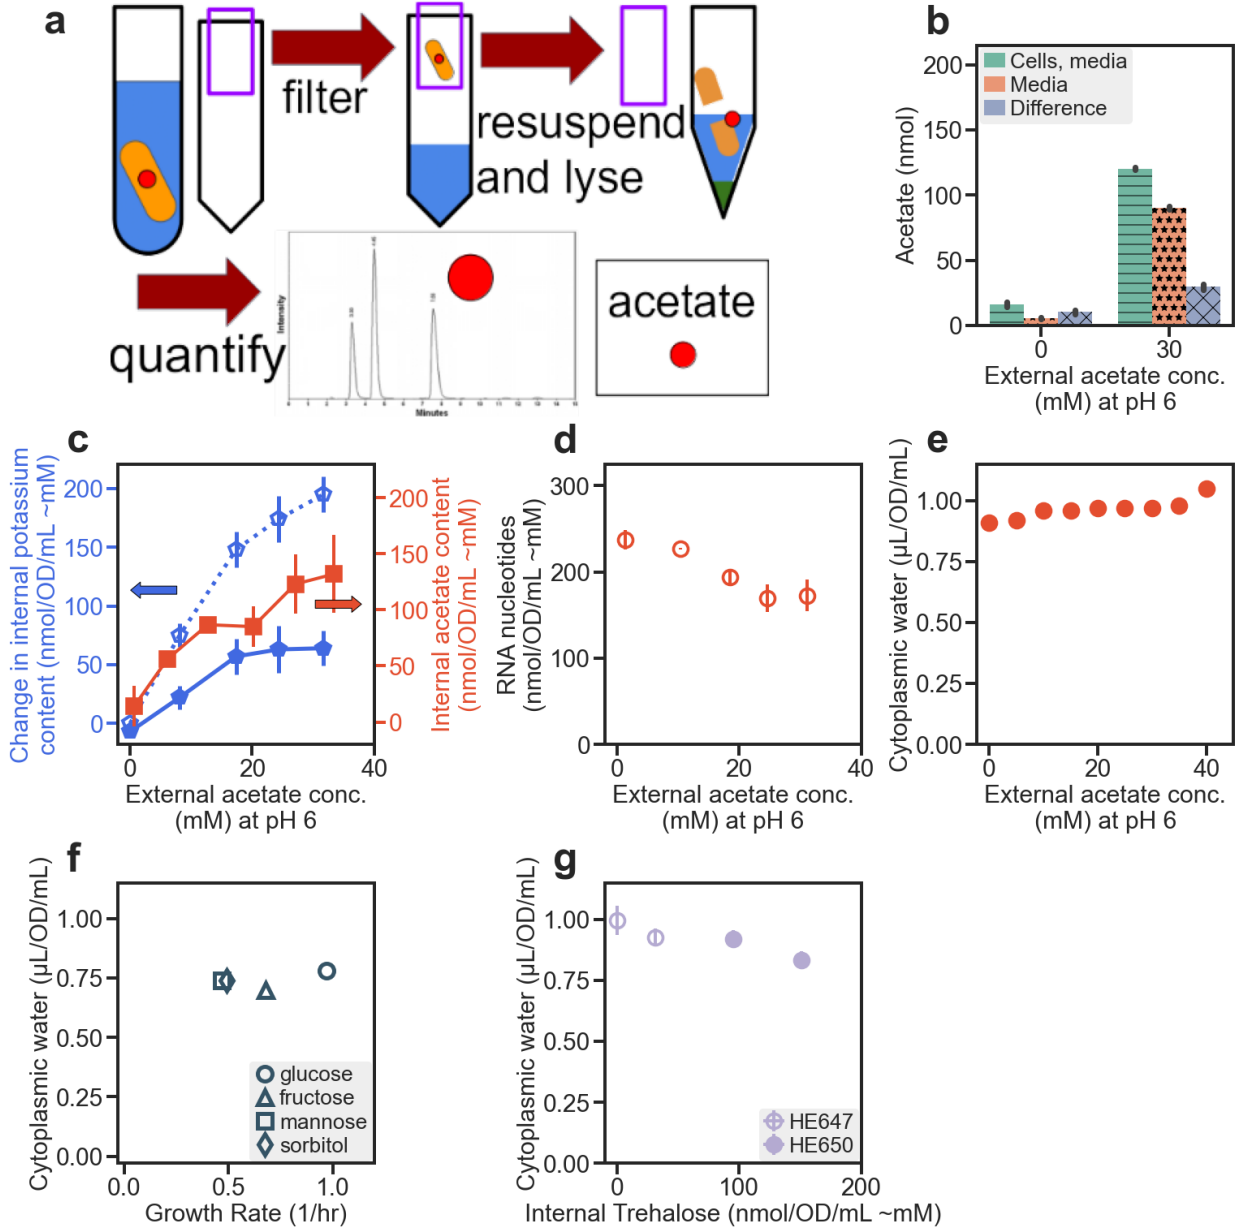 a
filter
resuspend
and lyse
quantify
Intensity
Minutes
acetate
b
Cells, media
Media
Difference
Acetate (nmol)
200
150
100
50
0
0
30
External acetate conc.
(mM) at pH 6
c
Change in internal potassium
content (nmol/OD/mL ~mM)
200
150
100
50
0
200
150
100
50
0
Internal acetate content
(nmol/OD/mL ~mM)
0
20
40
External acetate conc.
(mM) at pH 6
d
RNA nucleotides
(nmol/OD/mL ~mM)
300
200
100
0
0
20
40
External acetate conc.
(mM) at pH 6
e
Cytoplasmic water (µL/OD/mL)
1.00
0.75
0.50
0.25
0.00
0
20
40
External acetate conc.
(mM) at pH 6
f
Cytoplasmic water (µL/OD/mL)
1.00
0.75
0.50
0.25
0.00
glucose
fructose
mannose
sorbitol
0.0
0.5
1.0
Growth Rate (1/hr)
g
Cytoplasmic water (µL/OD/mL)
1.00
0.75
0.50
0.25
0.00
HE647
HE650
0
100
200
Internal Trehalose (nmol/OD/mL ~mM)